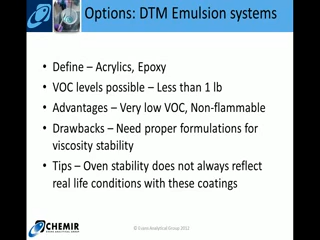 Options: DTM Emulsion systems
• Define – Acrylics, Epoxy
• VOC levels possible – Less than 1 lb
• Advantages – Very low VOC, Non-flammable
• Drawbacks – Need proper formulations for
viscosity stability
• Tips – Oven stability does not always reflect
real life conditions with these coatings
CHEMIR
© Evans Analytical Group 2012